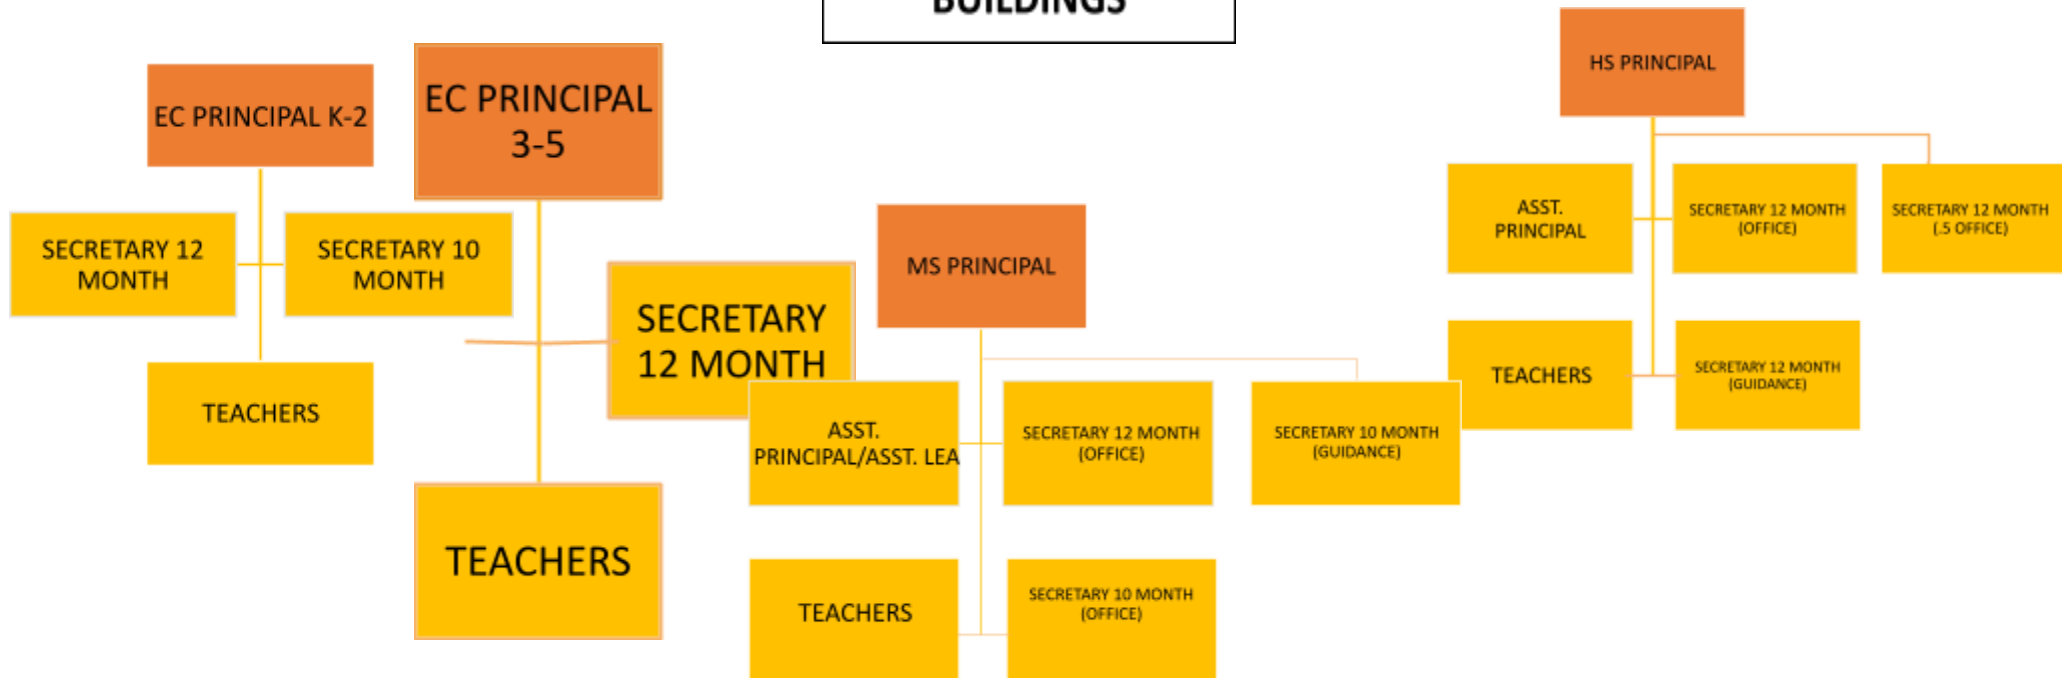 BUILDINGS
EC PRINCIPAL K-2
SECRETARY 12
MONTH
SECRETARY 10
MONTH
TEACHERS
EC PRINCIPAL
3-5
SECRETARY
12 MONTH
TEACHERS
MS PRINCIPAL
ASST.
PRINCIPAL/ASST. LEA
SECRETARY 12 MONTH
(OFFICE)
SECRETARY 10 MONTH
(GUIDANCE)
TEACHERS
SECRETARY 10 MONTH
(OFFICE)
HS PRINCIPAL
ASST.
PRINCIPAL
SECRETARY 12 MONTH
(OFFICE)
SECRETARY 12 MONTH
(.5 OFFICE)
TEACHERS
SECRETARY 12 MONTH
(GUIDANCE)